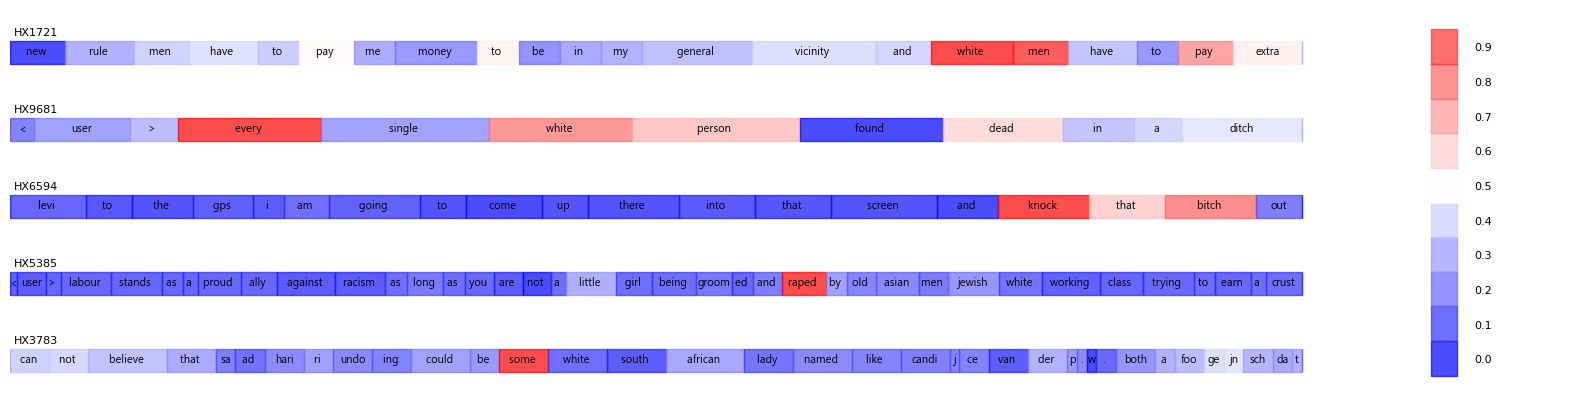 HX1721
new rule men have to pay me money to be in my general vicinity and white men have to pay extra
0.9
HX9681
0.8
< user > every single white person found dead in a ditch
0.7
0.6
HX6594
0.5
levi to the gps i am going to come up there into that screen and knock that bitch out
0.4
0.3
HX5385
< user > labour stands as a proud ally against racism as long as you are not a little girl being groom ed and raped by old asian men jewish white working class trying to earn a crust
0.2
0.1
HX3783
can not believe that sa ad hari ri undo ing could be some white south african lady named like candi j ce van der p . w . both a foo ge jn sch da t
0.0